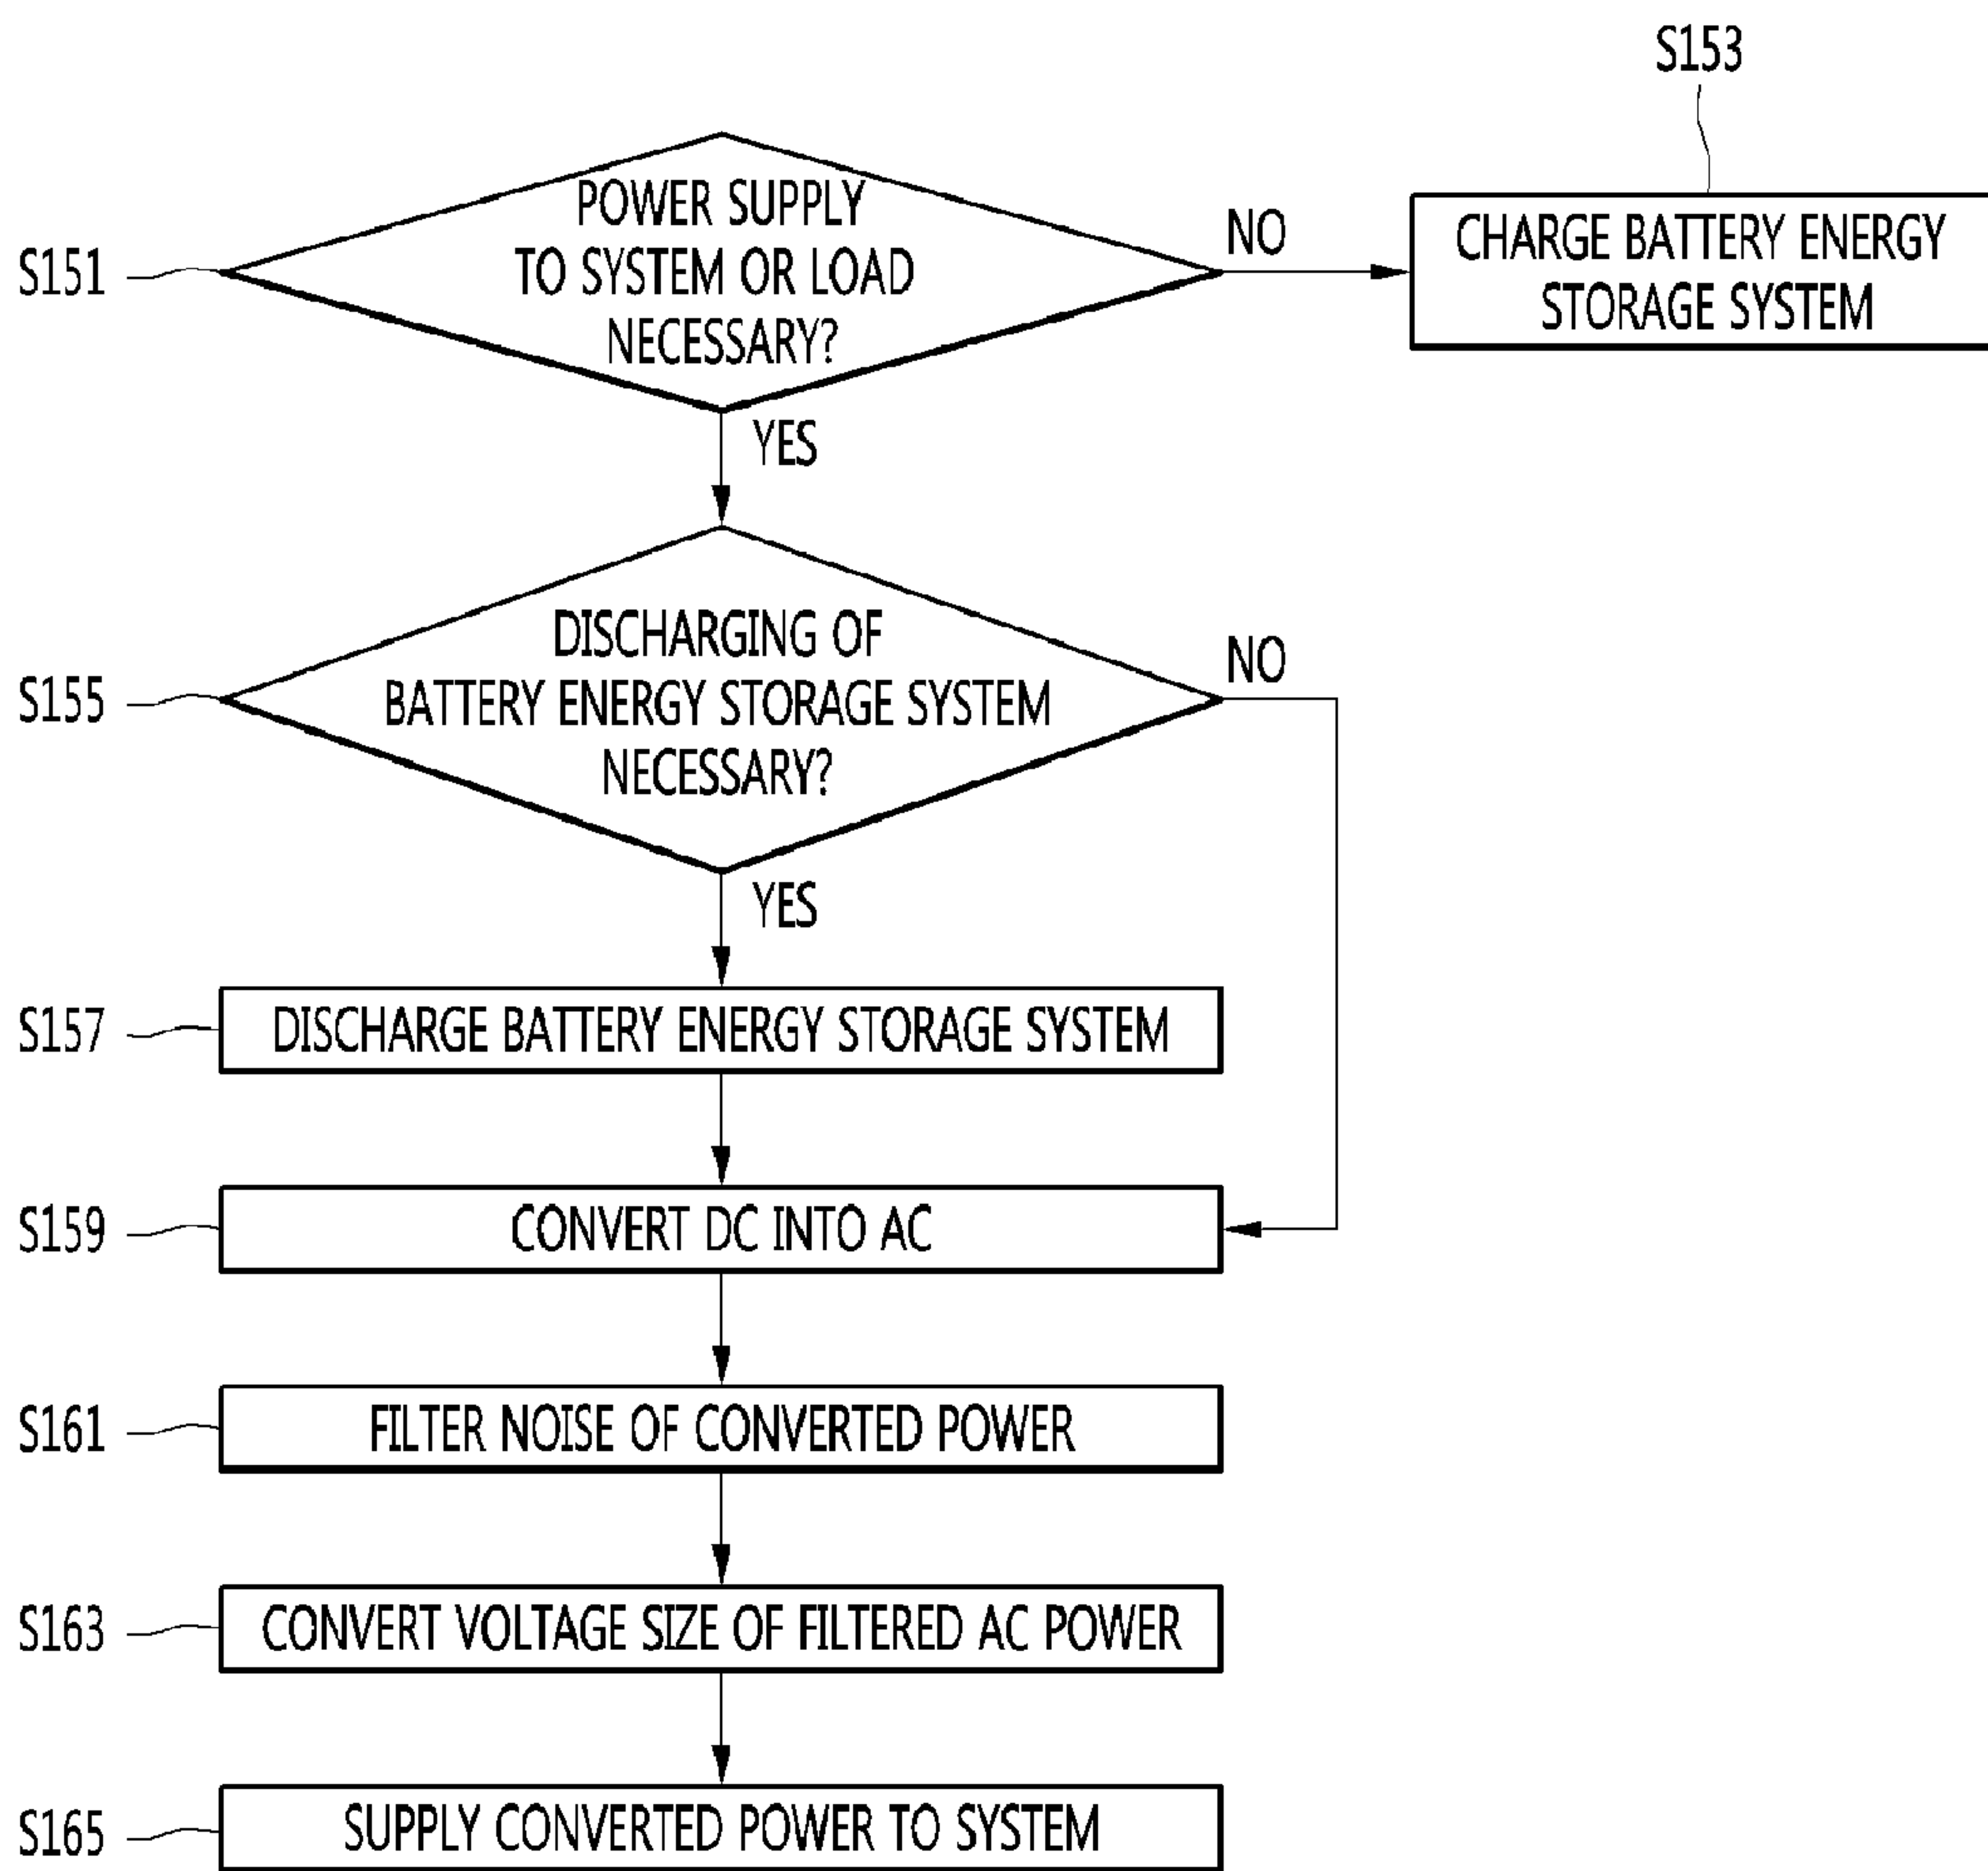 S153
POWER SUPPLY
TO SYSTEM OR LOAD
NECESSARY?
S151
NO
CHARGE BATTERY ENERGY
STORAGE SYSTEM
YES
DISCHARGING OF
BATTERY ENERGY STORAGE SYSTEM
NECESSARY?
S155
NO
YES
S157
DISCHARGE BATTERY ENERGY STORAGE SYSTEM
S159
CONVERT DC INTO AC
S161
FILTER NOISE OF CONVERTED POWER
S163
CONVERT VOLTAGE SIZE OF FILTERED AC POWER
S165
SUPPLY CONVERTED POWER TO SYSTEM